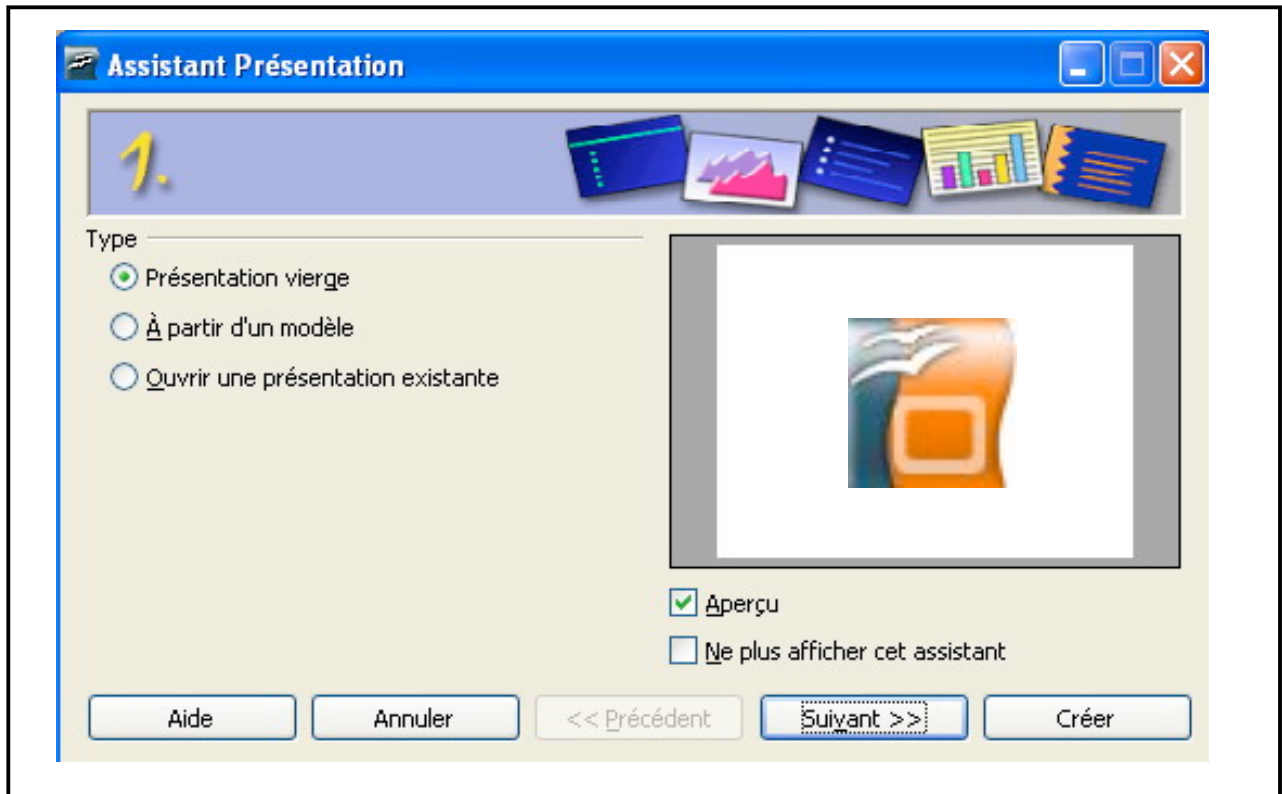 Assistant Présentation
1.
Type
Présentation vierge
À partir d'un modèle
Ouvrir une présentation existante
Aperçu
Ne plus afficher cet assistant
Aide
Annuler
<< Précédent
Suivant >>
Créer